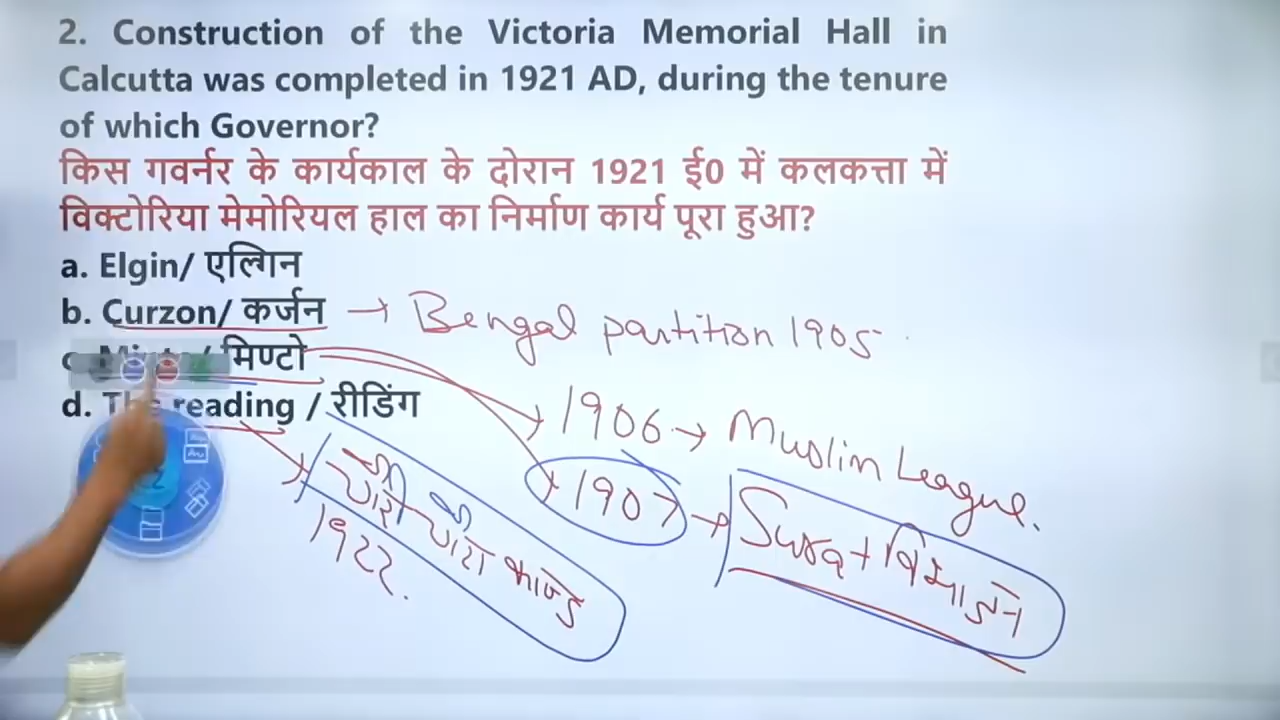 2. Construction of the Victoria Memorial Hall in
Calcutta was completed in 1921 AD, during the tenure
of which Governor?
किस गवर्नर के कार्यकाल के दोरान 1921 ई0 में कलकत्ता में
विक्टोरिया मेमोरियल हाल का निर्माण कार्य पूरा हुआ?
a. Elgin/ एल्गिन
b. Curzon/ कर्जन → Bengal partition 1905
c. मिण्टो
→ 1906 → Muslim League.
d. reading / रीडिंग
1907 → Surat विभाजन
चौरी चौरा काण्ड
1922.